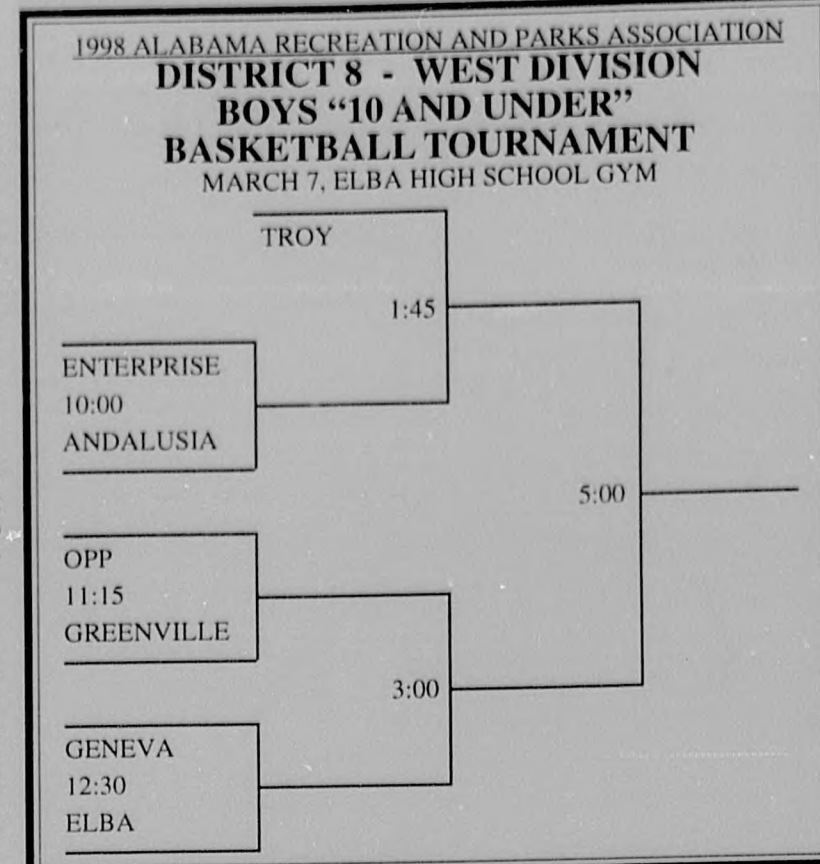 1998 ALABAMA RECREATION AND PARKS ASSOCIATION
DISTRICT 8 - WEST DIVISION
BOYS “10 AND UNDER”
BASKETBALL TOURNAMENT
MARCH 7, ELBA HIGH SCHOOL GYM
TROY
1:45
ENTERPRISE
10:00
ANDALUSIA
5:00
OPP
11:15
GREENVILLE
3:00
GENEVA
12:30
ELBA